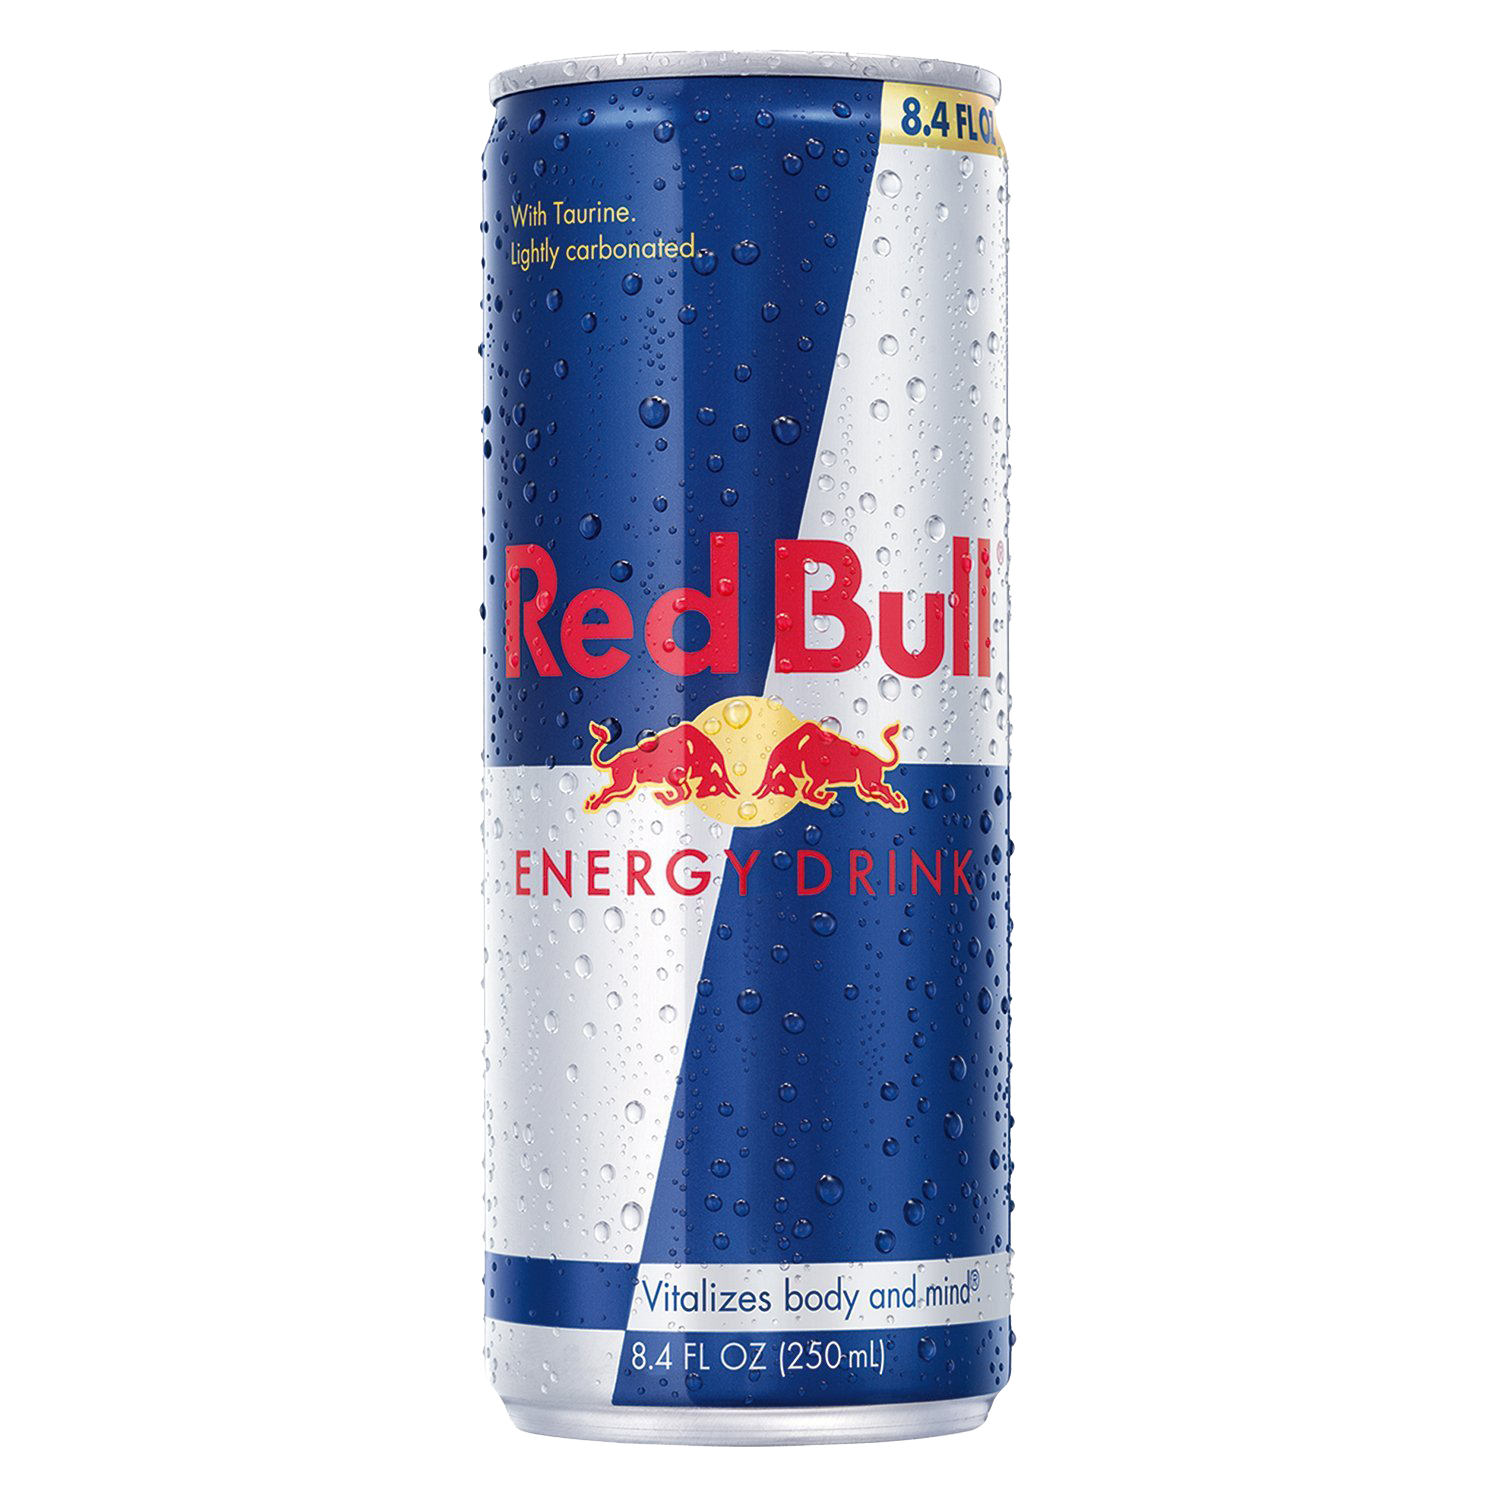 8.4 FL OZ
With Taurine.
Lightly carbonated.
Red Bull®
ENERGY DRINK
Vitalizes body and mind®.
8.4 FL OZ (250 mL)